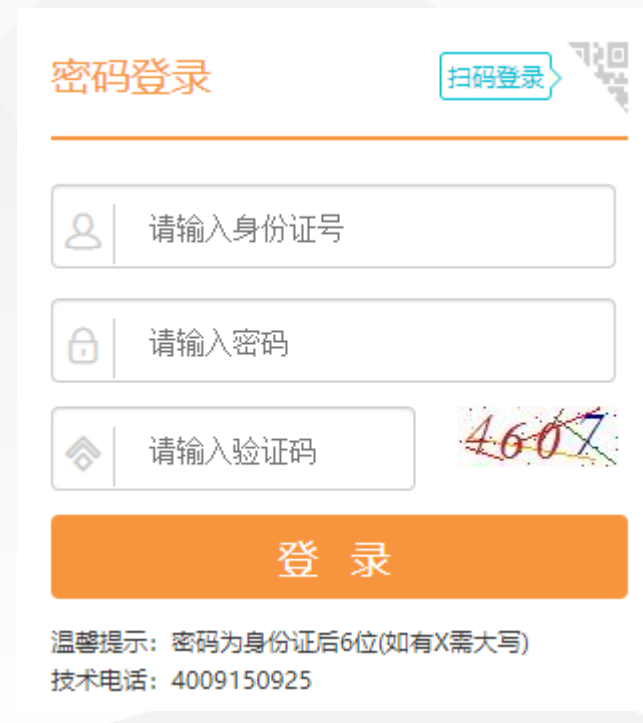 密码登录
扫码登录
请输入身份证号
请输入密码
请输入验证码
4607
登 录
温馨提示：密码为身份证后6位(如有X需大写)
技术电话：4009150925